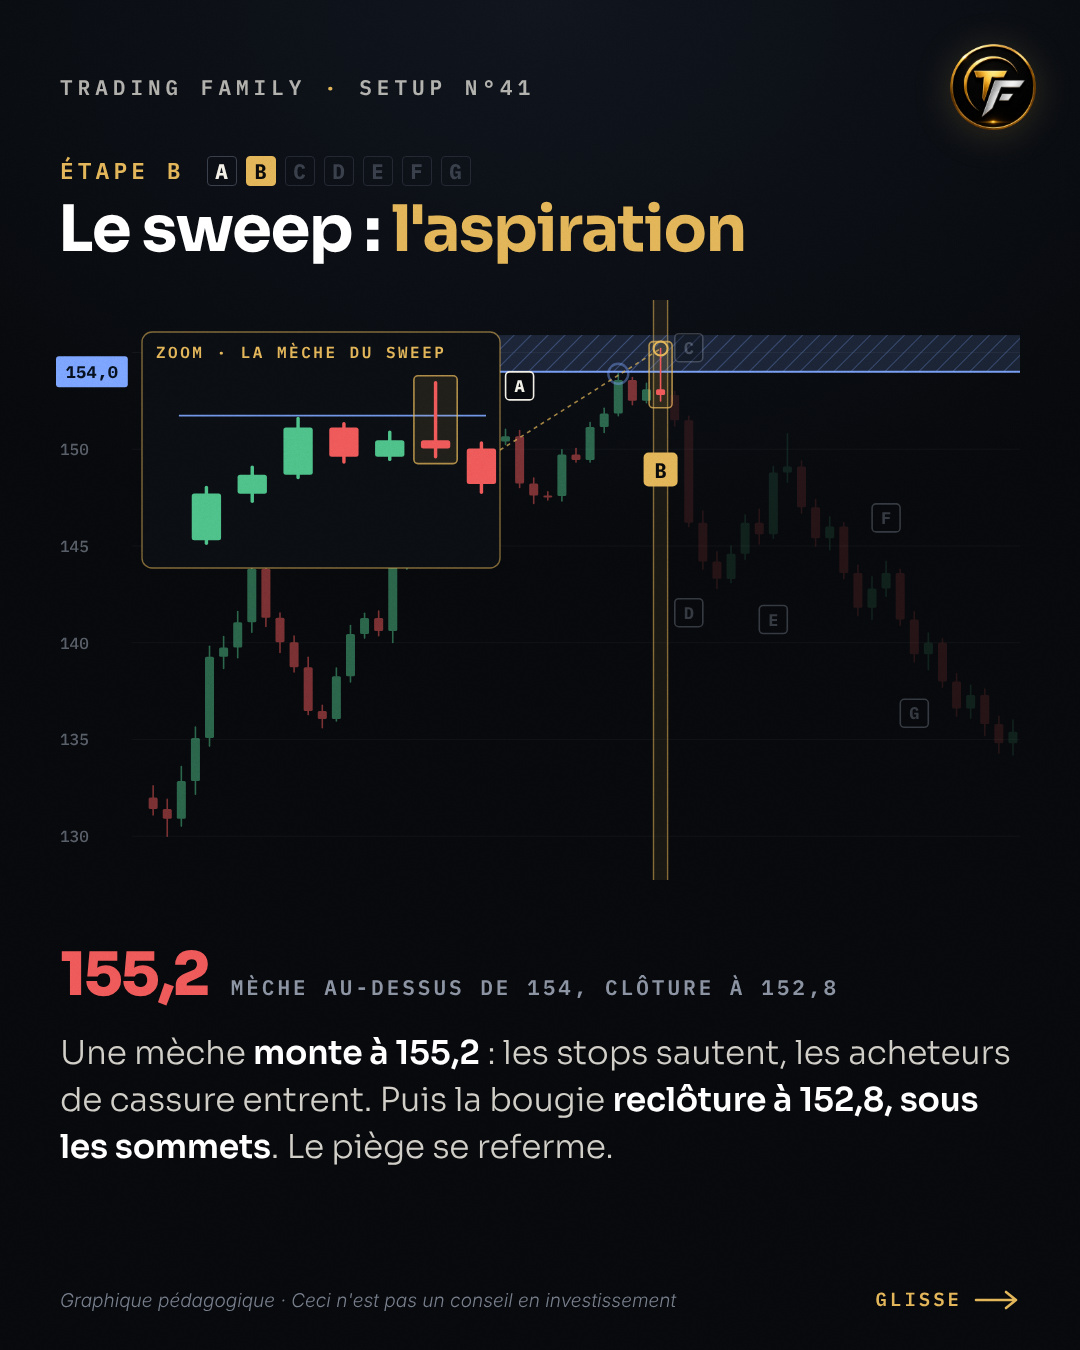 TRADING FAMILY · SETUP N°41
TF
ÉTAPE B A B C D E F G
Le sweep : l'aspiration
ZOOM · LA MÈCHE DU SWEEP
154,0
A
C
B
150
145
140
135
130
F
D
E
G
155,2 MÈCHE AU-DESSUS DE 154, CLÔTURE À 152,8
Une mèche monte à 155,2 : les stops sautent, les acheteurs
de cassure entrent. Puis la bougie reclôture à 152,8, sous
les sommets. Le piège se referme.
Graphique pédagogique · Ceci n'est pas un conseil en investissement
GLISSE →